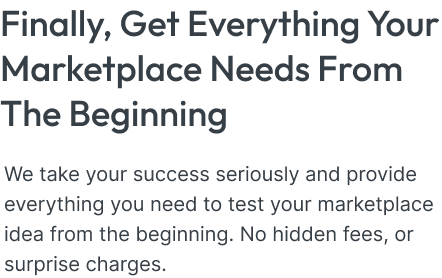 Finally, Get Everything Your
Marketplace Needs From
The Beginning
We take your success seriously and provide
everything you need to test your marketplace
idea from the beginning. No hidden fees, or
surprise charges.